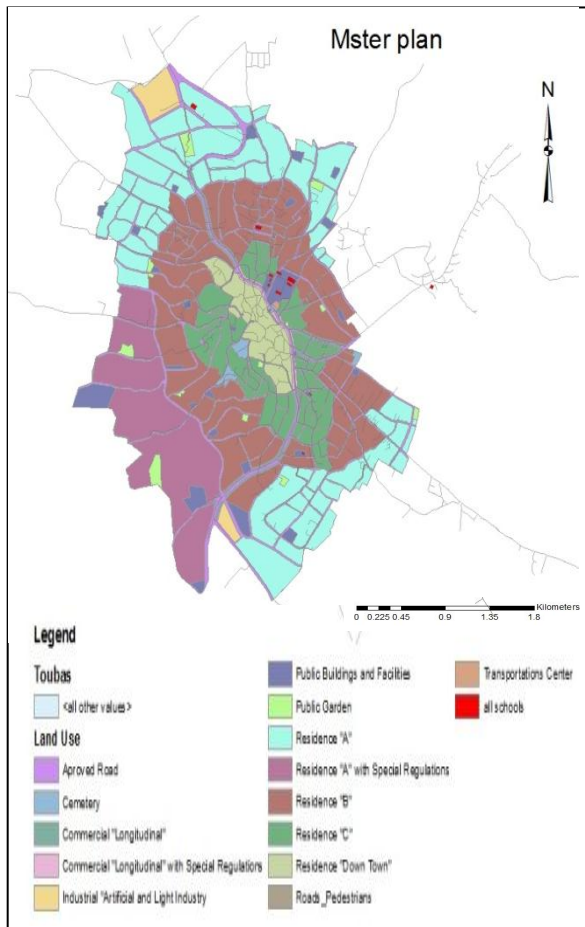 Mster plan
N
Kilometers
0 0.225 0.45 0.9 1.35 1.8
Legend
Toubas
<all other values>
Land Use
Aproved Road
Cemetery
Commercial "Longitudinal"
Commercial "Longitudinal" with Special Regulations
Industrial "Artificial and Light Industry
Public Buildings and Facilities
Public Garden
Residence "A"
Residence "A" with Special Regulations
Residence "B"
Residence "C"
Residence "Down Town"
Roads_Pedestrians
Transportations Center
all schools